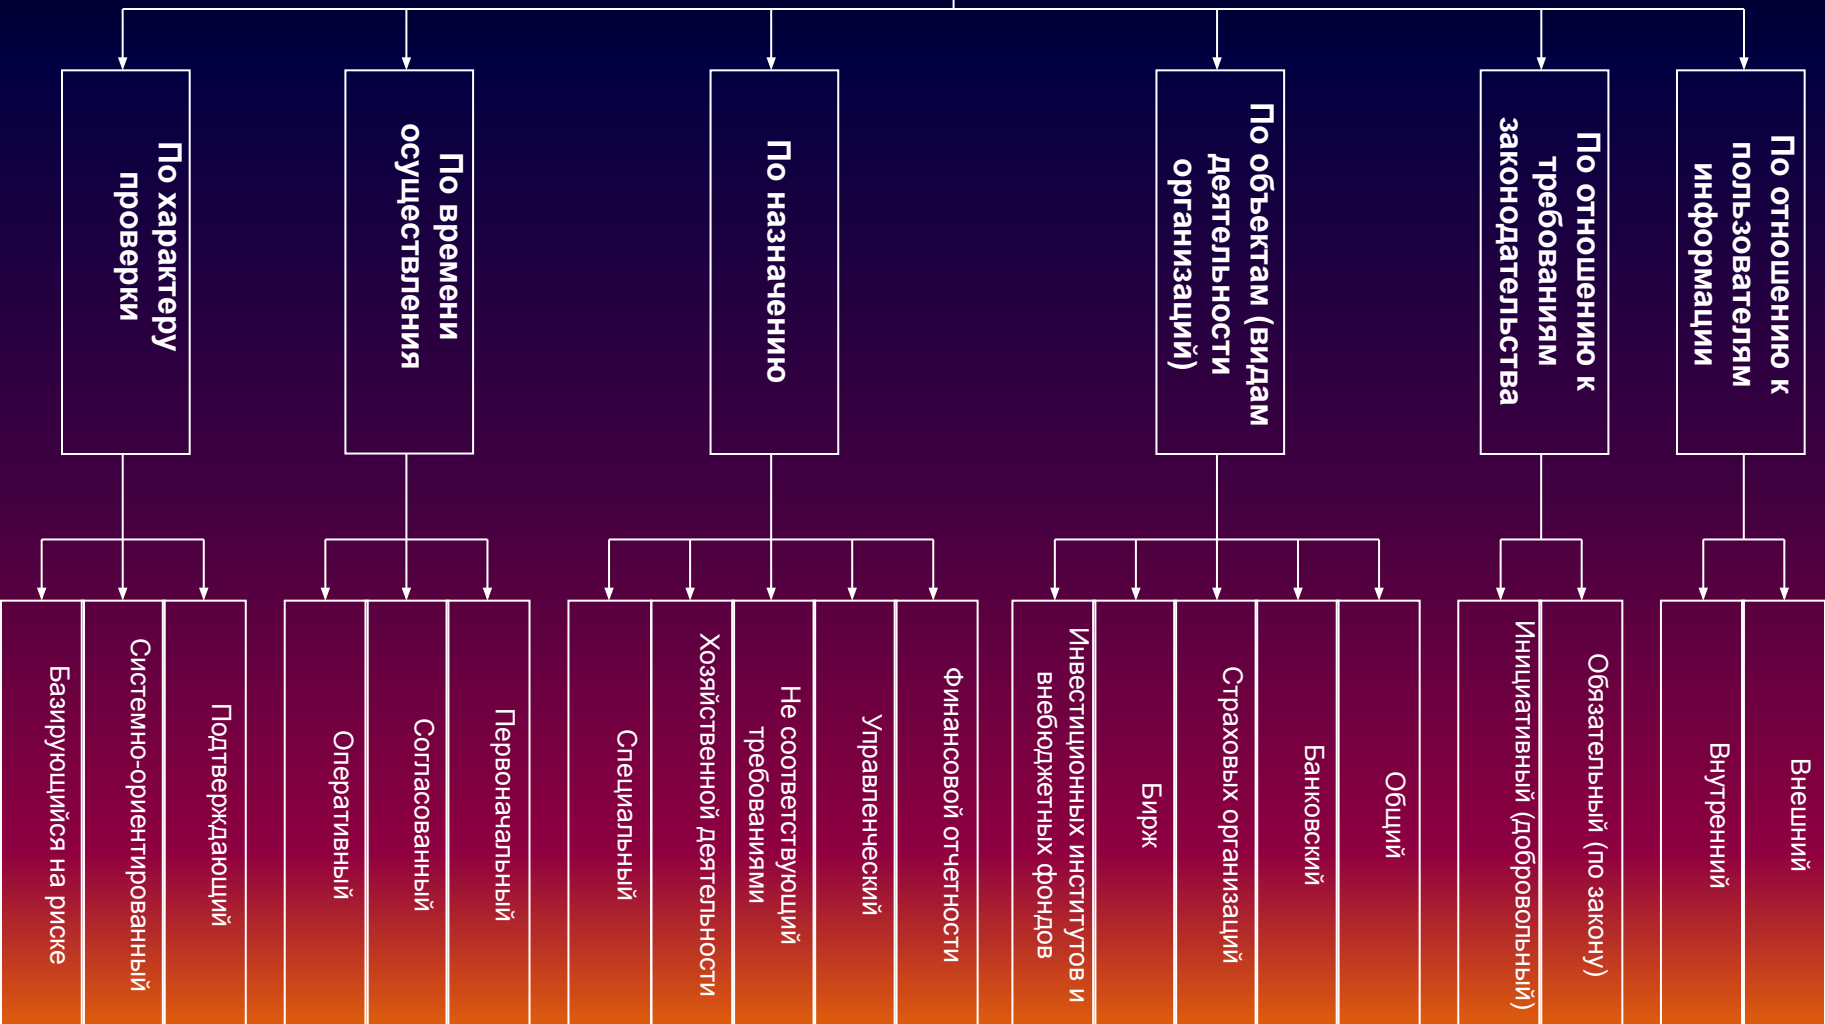 По отношению к
пользователям
информации
Внешний
Внутренний
По отношению к
требованиям
законодательства
Обязательный (по закону)
Инициативный (добровольный)
По объектам (видам
деятельности
организаций)
Общий
Банковский
Страховых организаций
Бирж
Инвестиционных институтов и
внебюджетных фондов
По назначению
Финансовой отчетности
Управленческий
Не соответствующий
требованиями
Хозяйственной деятельности
Специальный
По времени
осуществления
Первоначальный
Согласованный
Оперативный
По характеру
проверки
Подтверждающий
Системно-ориентированный
Базирующийся на риске